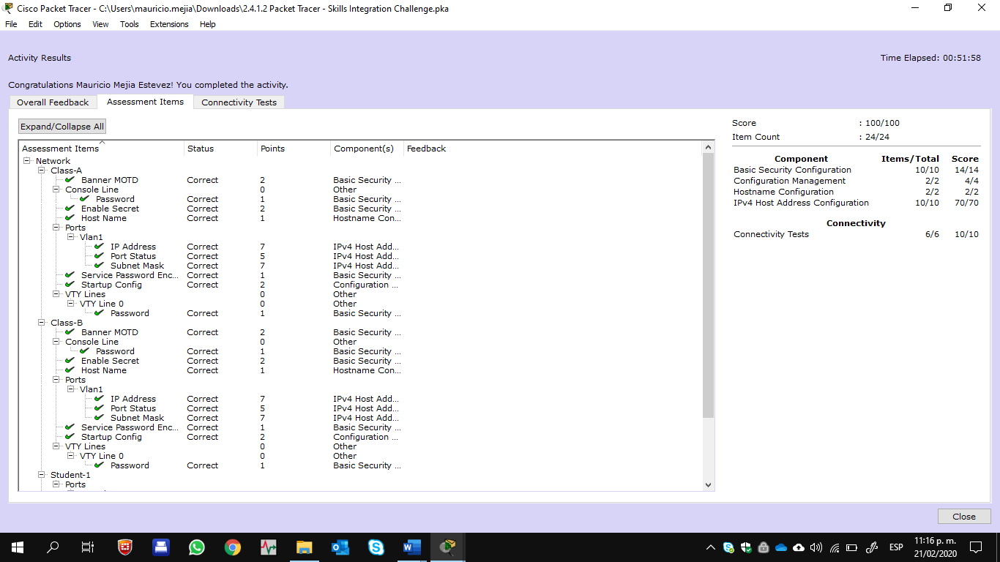 Cisco Packet Tracer - C:\Users\mauricio.mejia\Downloads\2.4.1.2 Packet Tracer - Skills Integration Challenge.pka
File Edit Options View Tools Extensions Help
Activity Results Time Elapsed: 00:51:58
Congratulations Mauricio Mejia Estevez! You completed the activity.
Overall Feedback Assessment Items Connectivity Tests
Expand/Collapse All
Assessment Items Status Points Component(s) Feedback
Network
Class-A
Banner MOTD Correct 2 Basic Security ...
Console Line 0 Other
Password Correct 1 Basic Security ...
Enable Secret Correct 2 Basic Security ...
Host Name Correct 1 Hostname Con...
Ports
Vlan1
IP Address Correct 7 IPv4 Host Add...
Port Status Correct 5 IPv4 Host Add...
Subnet Mask Correct 7 IPv4 Host Add...
Service Password Enc... Correct 1 Basic Security ...
Startup Config Correct 2 Configuration ...
VTY Lines 0 Other
VTY Line 0 0 Other
Password Correct 1 Basic Security ...
Class-B
Banner MOTD Correct 2 Basic Security ...
Console Line 0 Other
Password Correct 1 Basic Security ...
Enable Secret Correct 2 Basic Security ...
Host Name Correct 1 Hostname Con...
Ports
Vlan1
IP Address Correct 7 IPv4 Host Add...
Port Status Correct 5 IPv4 Host Add...
Subnet Mask Correct 7 IPv4 Host Add...
Service Password Enc... Correct 1 Basic Security ...
Startup Config Correct 2 Configuration ...
VTY Lines 0 Other
VTY Line 0 0 Other
Password Correct 1 Basic Security ...
Student-1
Ports
Score : 100/100
Item Count : 24/24
Component Items/Total Score
Basic Security Configuration 10/10 14/14
Configuration Management 2/2 4/4
Hostname Configuration 2/2 2/2
IPv4 Host Address Configuration 10/10 70/70
Connectivity
Connectivity Tests 6/6 10/10
Close
ESP
11:16 p. m.
21/02/2020